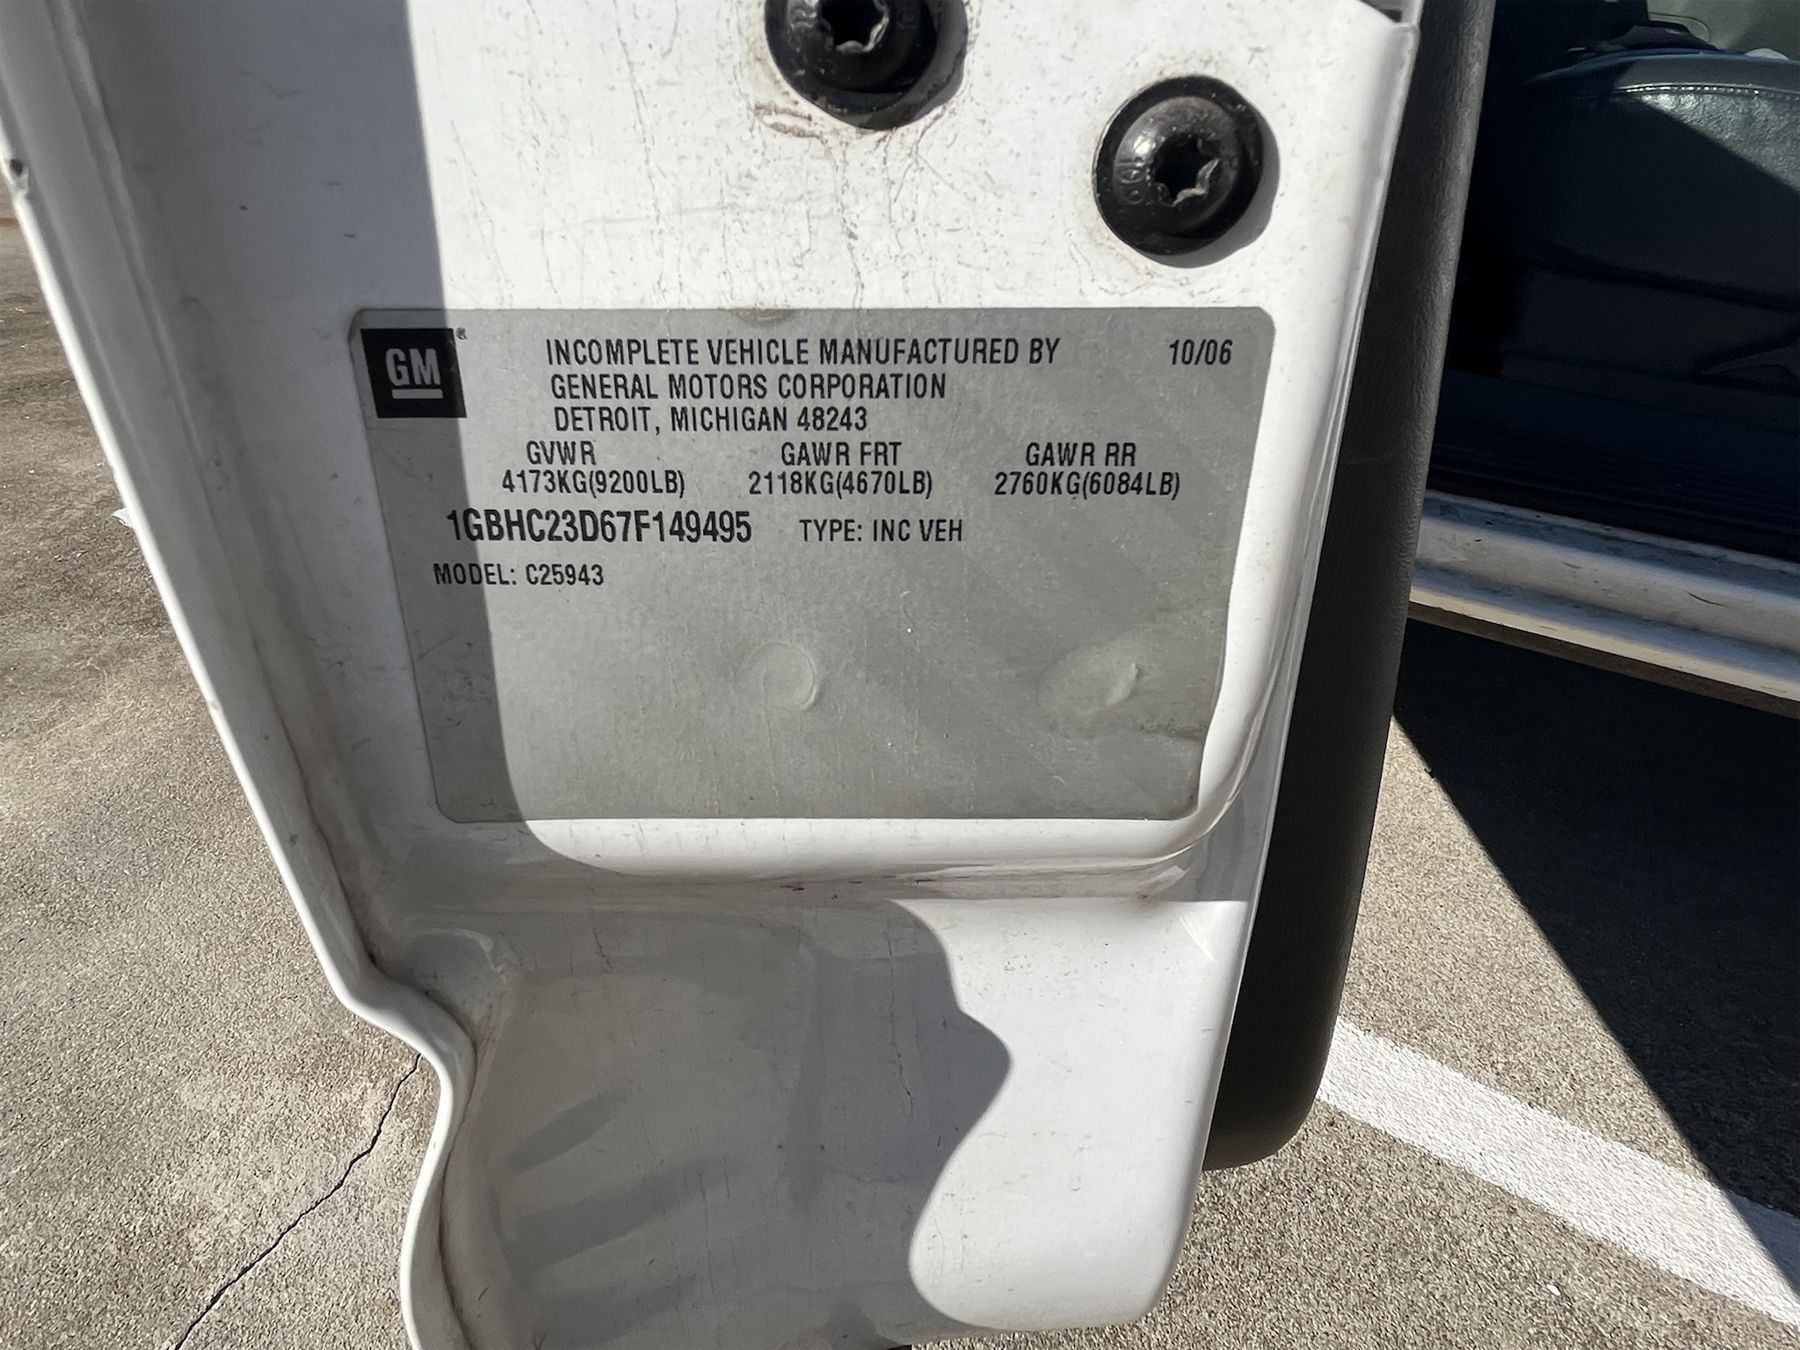 GM®
INCOMPLETE VEHICLE MANUFACTURED BY 10/06
GENERAL MOTORS CORPORATION
DETROIT, MICHIGAN 48243
GVWR GAWR FRT GAWR RR
4173KG(9200LB) 2118KG(4670LB) 2760KG(6084LB)
1GBHC23D67F149495 TYPE: INC VEH
MODEL: C25943